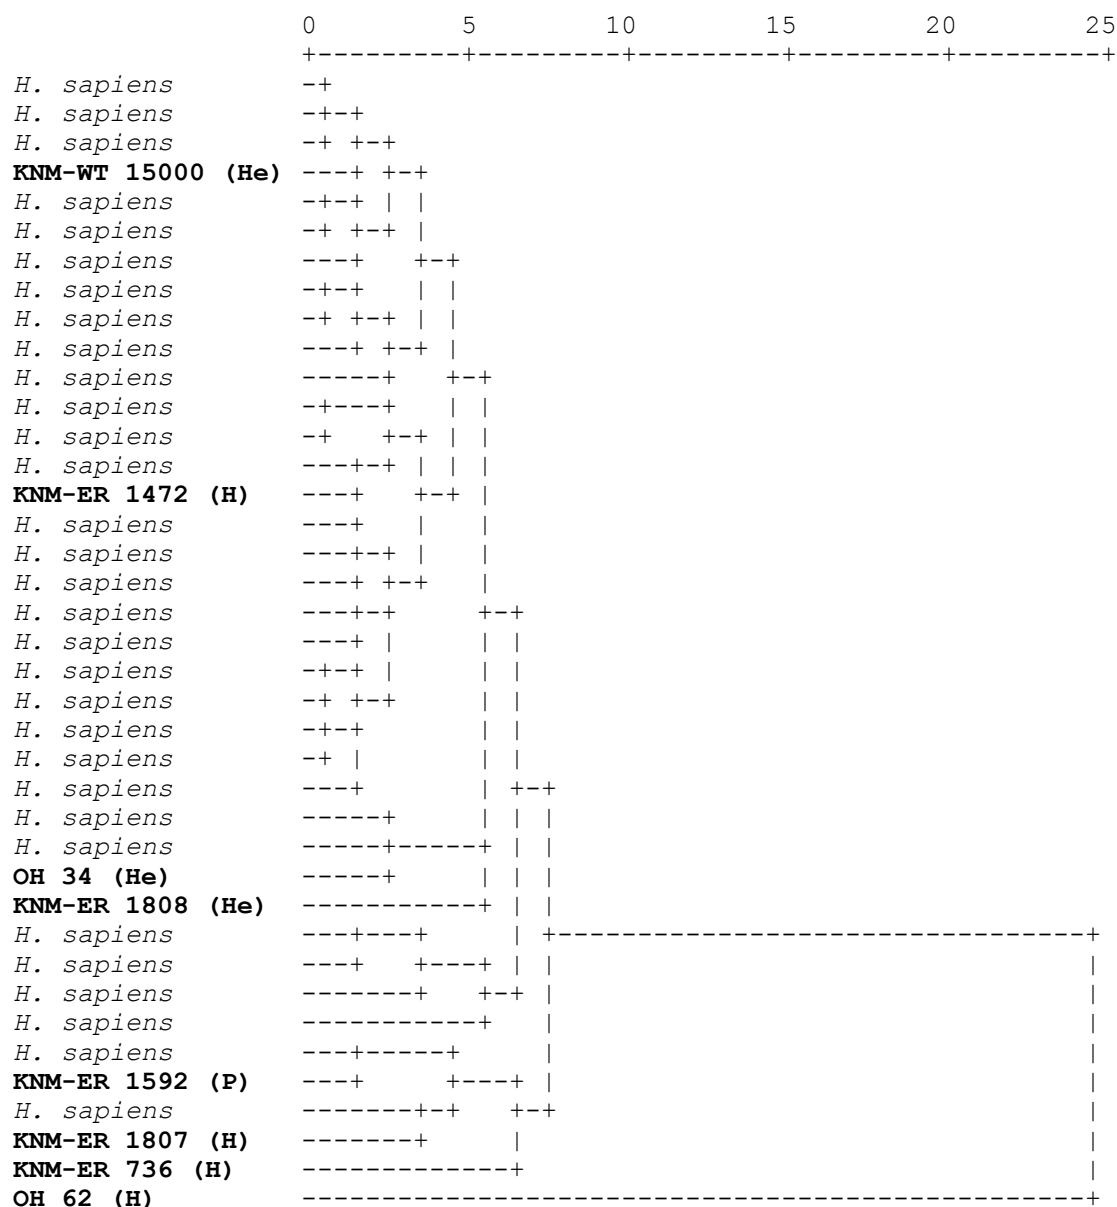 0 5 10 15 20 25
+---------+---------+---------+---------+---------+
H. sapiens -+
H. sapiens -+-+
H. sapiens -+ +-+
KNM-WT 15000 (He) ---+ +-+
H. sapiens -+-+ | |
H. sapiens -+ +-+ |
H. sapiens ---+   +-+
H. sapiens -+-+   | |
H. sapiens -+ +-+ | |
H. sapiens ---+ +-+ |
H. sapiens -----+   +-+
H. sapiens -+---+   | |
H. sapiens -+   +-+ | |
H. sapiens ---+-+ | | |
KNM-ER 1472 (H) ---+   +-+ |
H. sapiens ---+   |   |
H. sapiens ---+-+ |   |
H. sapiens ---+ +-+   |
H. sapiens ---+-+     +-+
H. sapiens ---+ |     | |
H. sapiens -+-+ |     | |
H. sapiens -+ +-+     | |
H. sapiens -+-+       | |
H. sapiens -+ |       | |
H. sapiens ---+       | +-+
H. sapiens -----+     | | |
H. sapiens -----+-----+ | |
OH 34 (He) -----+     | | |
KNM-ER 1808 (He) -----------+ | |
H. sapiens ---+---+     | +---------------------------------+
H. sapiens ---+   +---+ | |                                 |
H. sapiens -------+   +-+ |                                 |
H. sapiens -----------+   |                                 |
H. sapiens ---+-----+     |                                 |
KNM-ER 1592 (P) ---+     +---+ |                                 |
H. sapiens -------+-+   +-+                                 |
KNM-ER 1807 (H) -------+     |                                   |
KNM-ER 736 (H) -------------+                                   |
OH 62 (H) -------------------------------------------------+